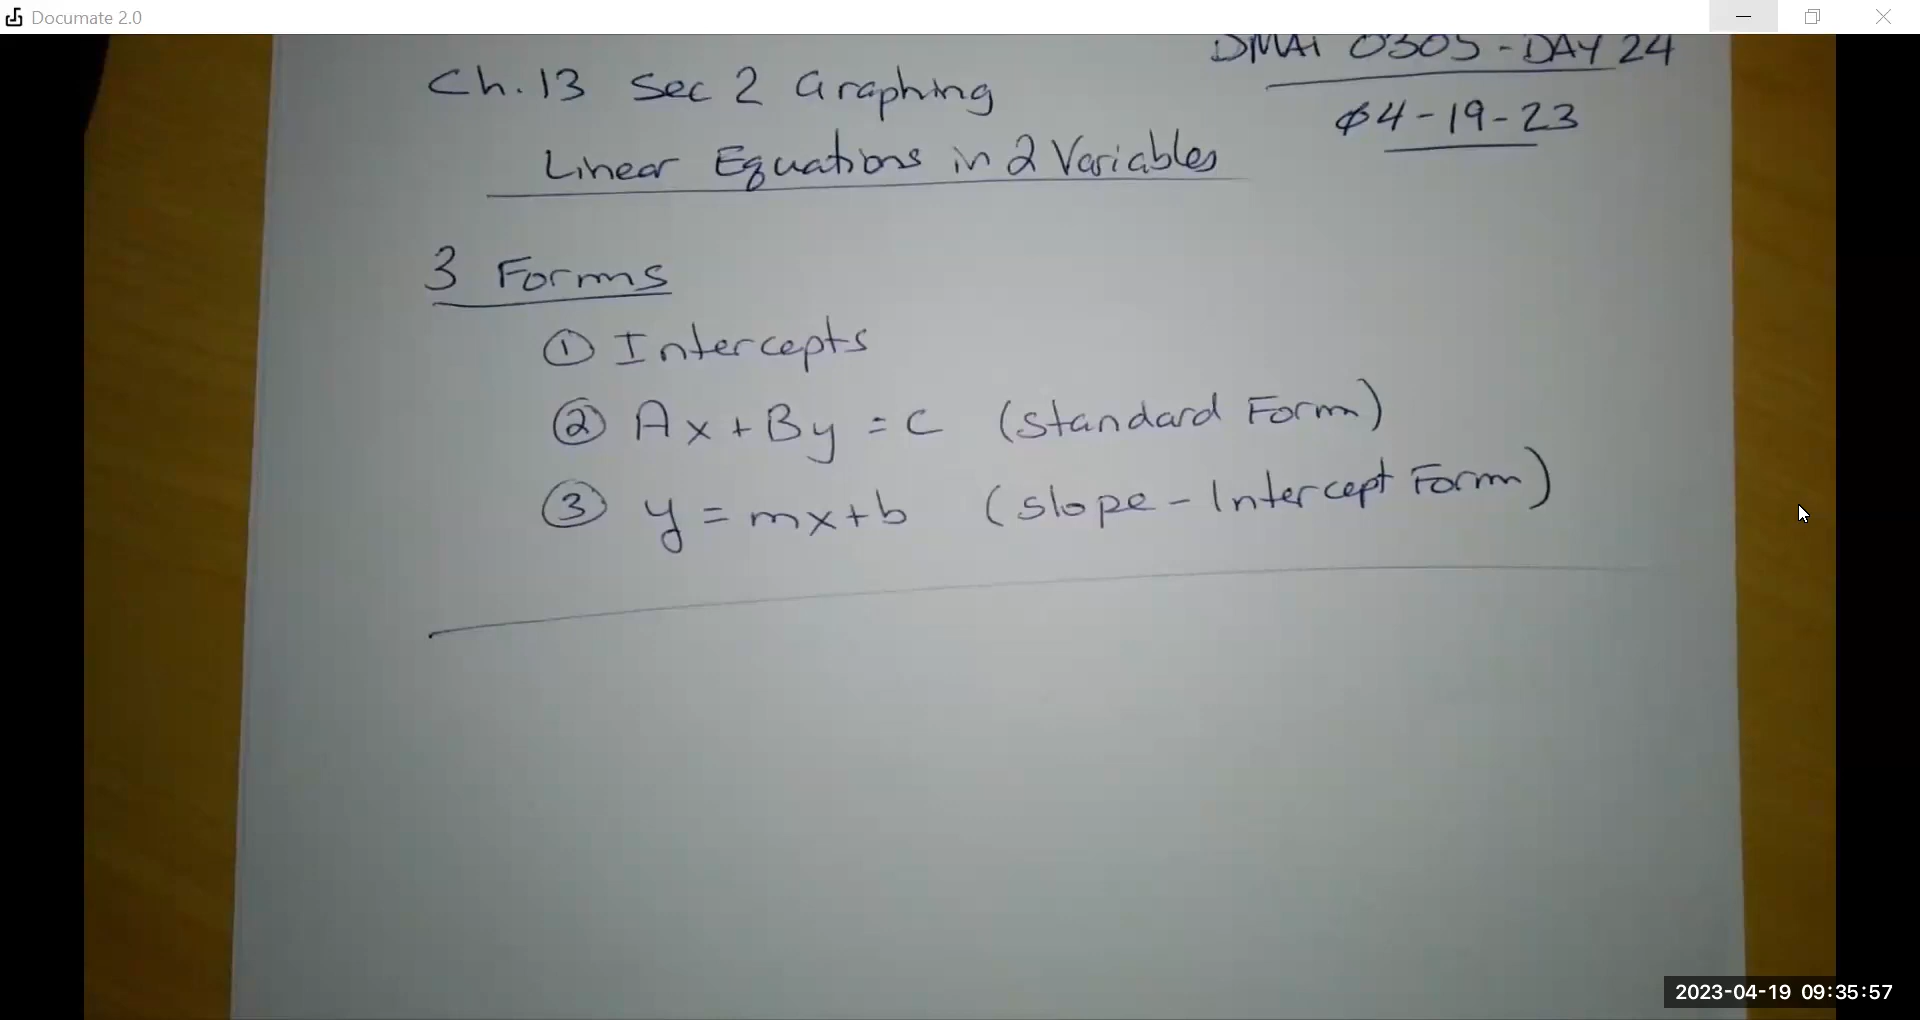 Documate 2.0
DMAT 0305 - DAY 24
04-19-23
Ch. 13 Sec 2 Graphing
Linear Equations in 2 Variables
3 Forms
① Intercepts
② Ax + By = C (Standard Form)
③ y = mx + b (Slope - Intercept Form)
2023-04-19 09:35:57